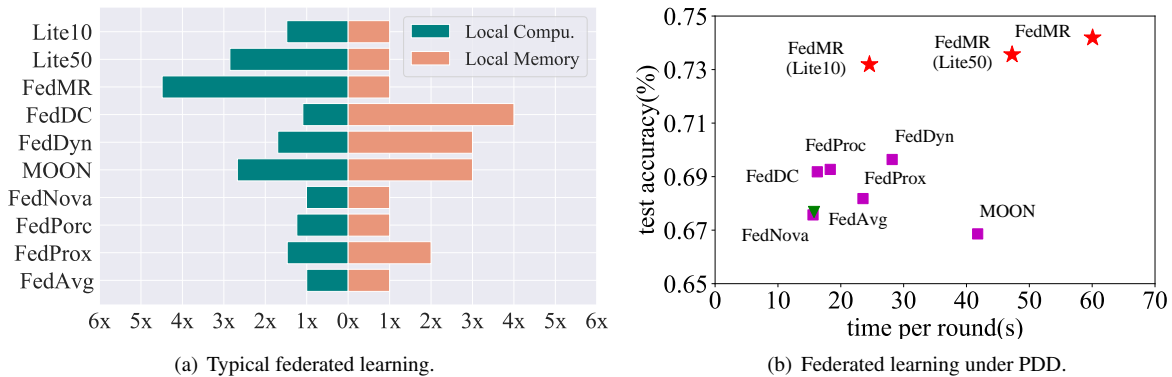 Lite10
Lite50
FedMR
FedDC
FedDyn
MOON
FedNova
FedPorc
FedProx
FedAvg
6x 5x 4x 3x 2x 1x 0x 1x 2x 3x 4x 5x 6x
Local Compu.
Local Memory
(a) Typical federated learning.
test accuracy(%)
0.75
0.73
0.71
0.69
0.67
0.65
FedMR
(Lite10)
FedMR
(Lite50)
FedMR
FedProc
FedDyn
FedDC
FedProx
FedAvg
FedNova
MOON
0 10 20 30 40 50 60 70
time per round(s)
(b) Federated learning under PDD.